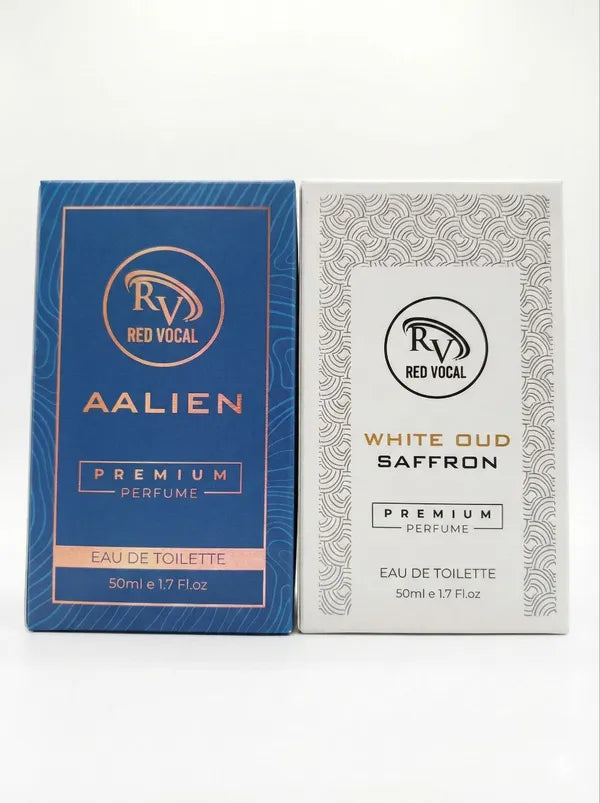 RV
RED VOCAL
AALIEN
PREMIUM
PERFUME
EAU DE TOILETTE
50ml e 1.7 Fl.oz
RV
RED VOCAL
WHITE OUD
SAFFRON
PREMIUM
PERFUME
EAU DE TOILETTE
50ml e 1.7 Fl.oz